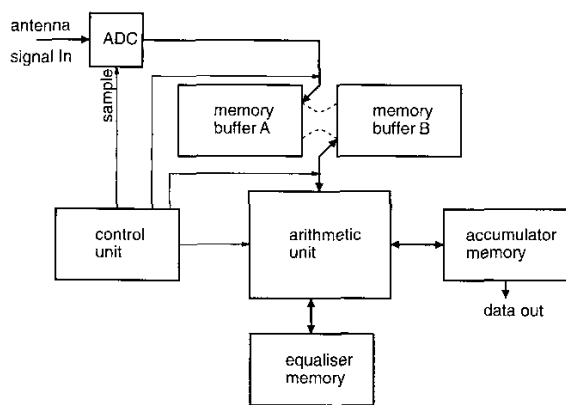 antenna
signal In
ADC
sample
memory
buffer A
memory
buffer B
control
unit
arithmetic
unit
accumulator
memory
data out
equaliser
memory